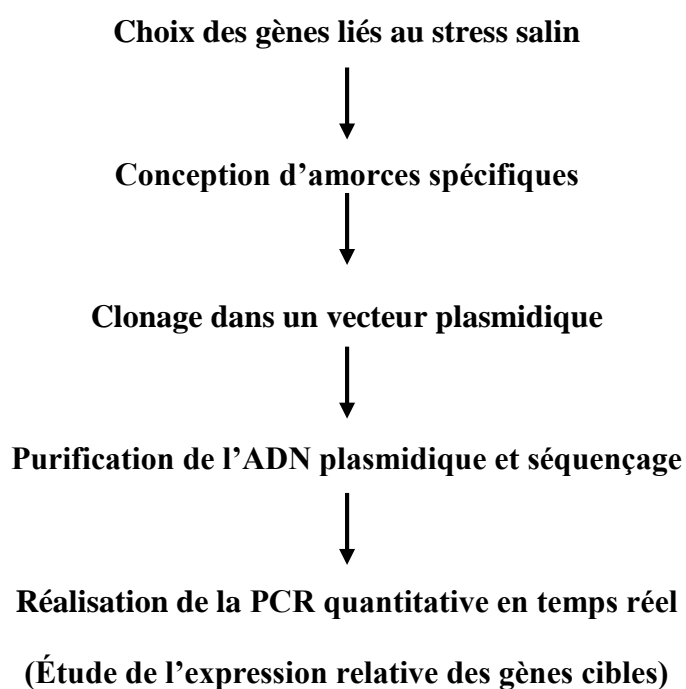 Choix des gènes liés au stress salin
Conception d’amorces spécifiques
Clonage dans un vecteur plasmidique
Purification de l’ADN plasmidique et séquençage
Réalisation de la PCR quantitative en temps réel
(Étude de l’expression relative des gènes cibles)